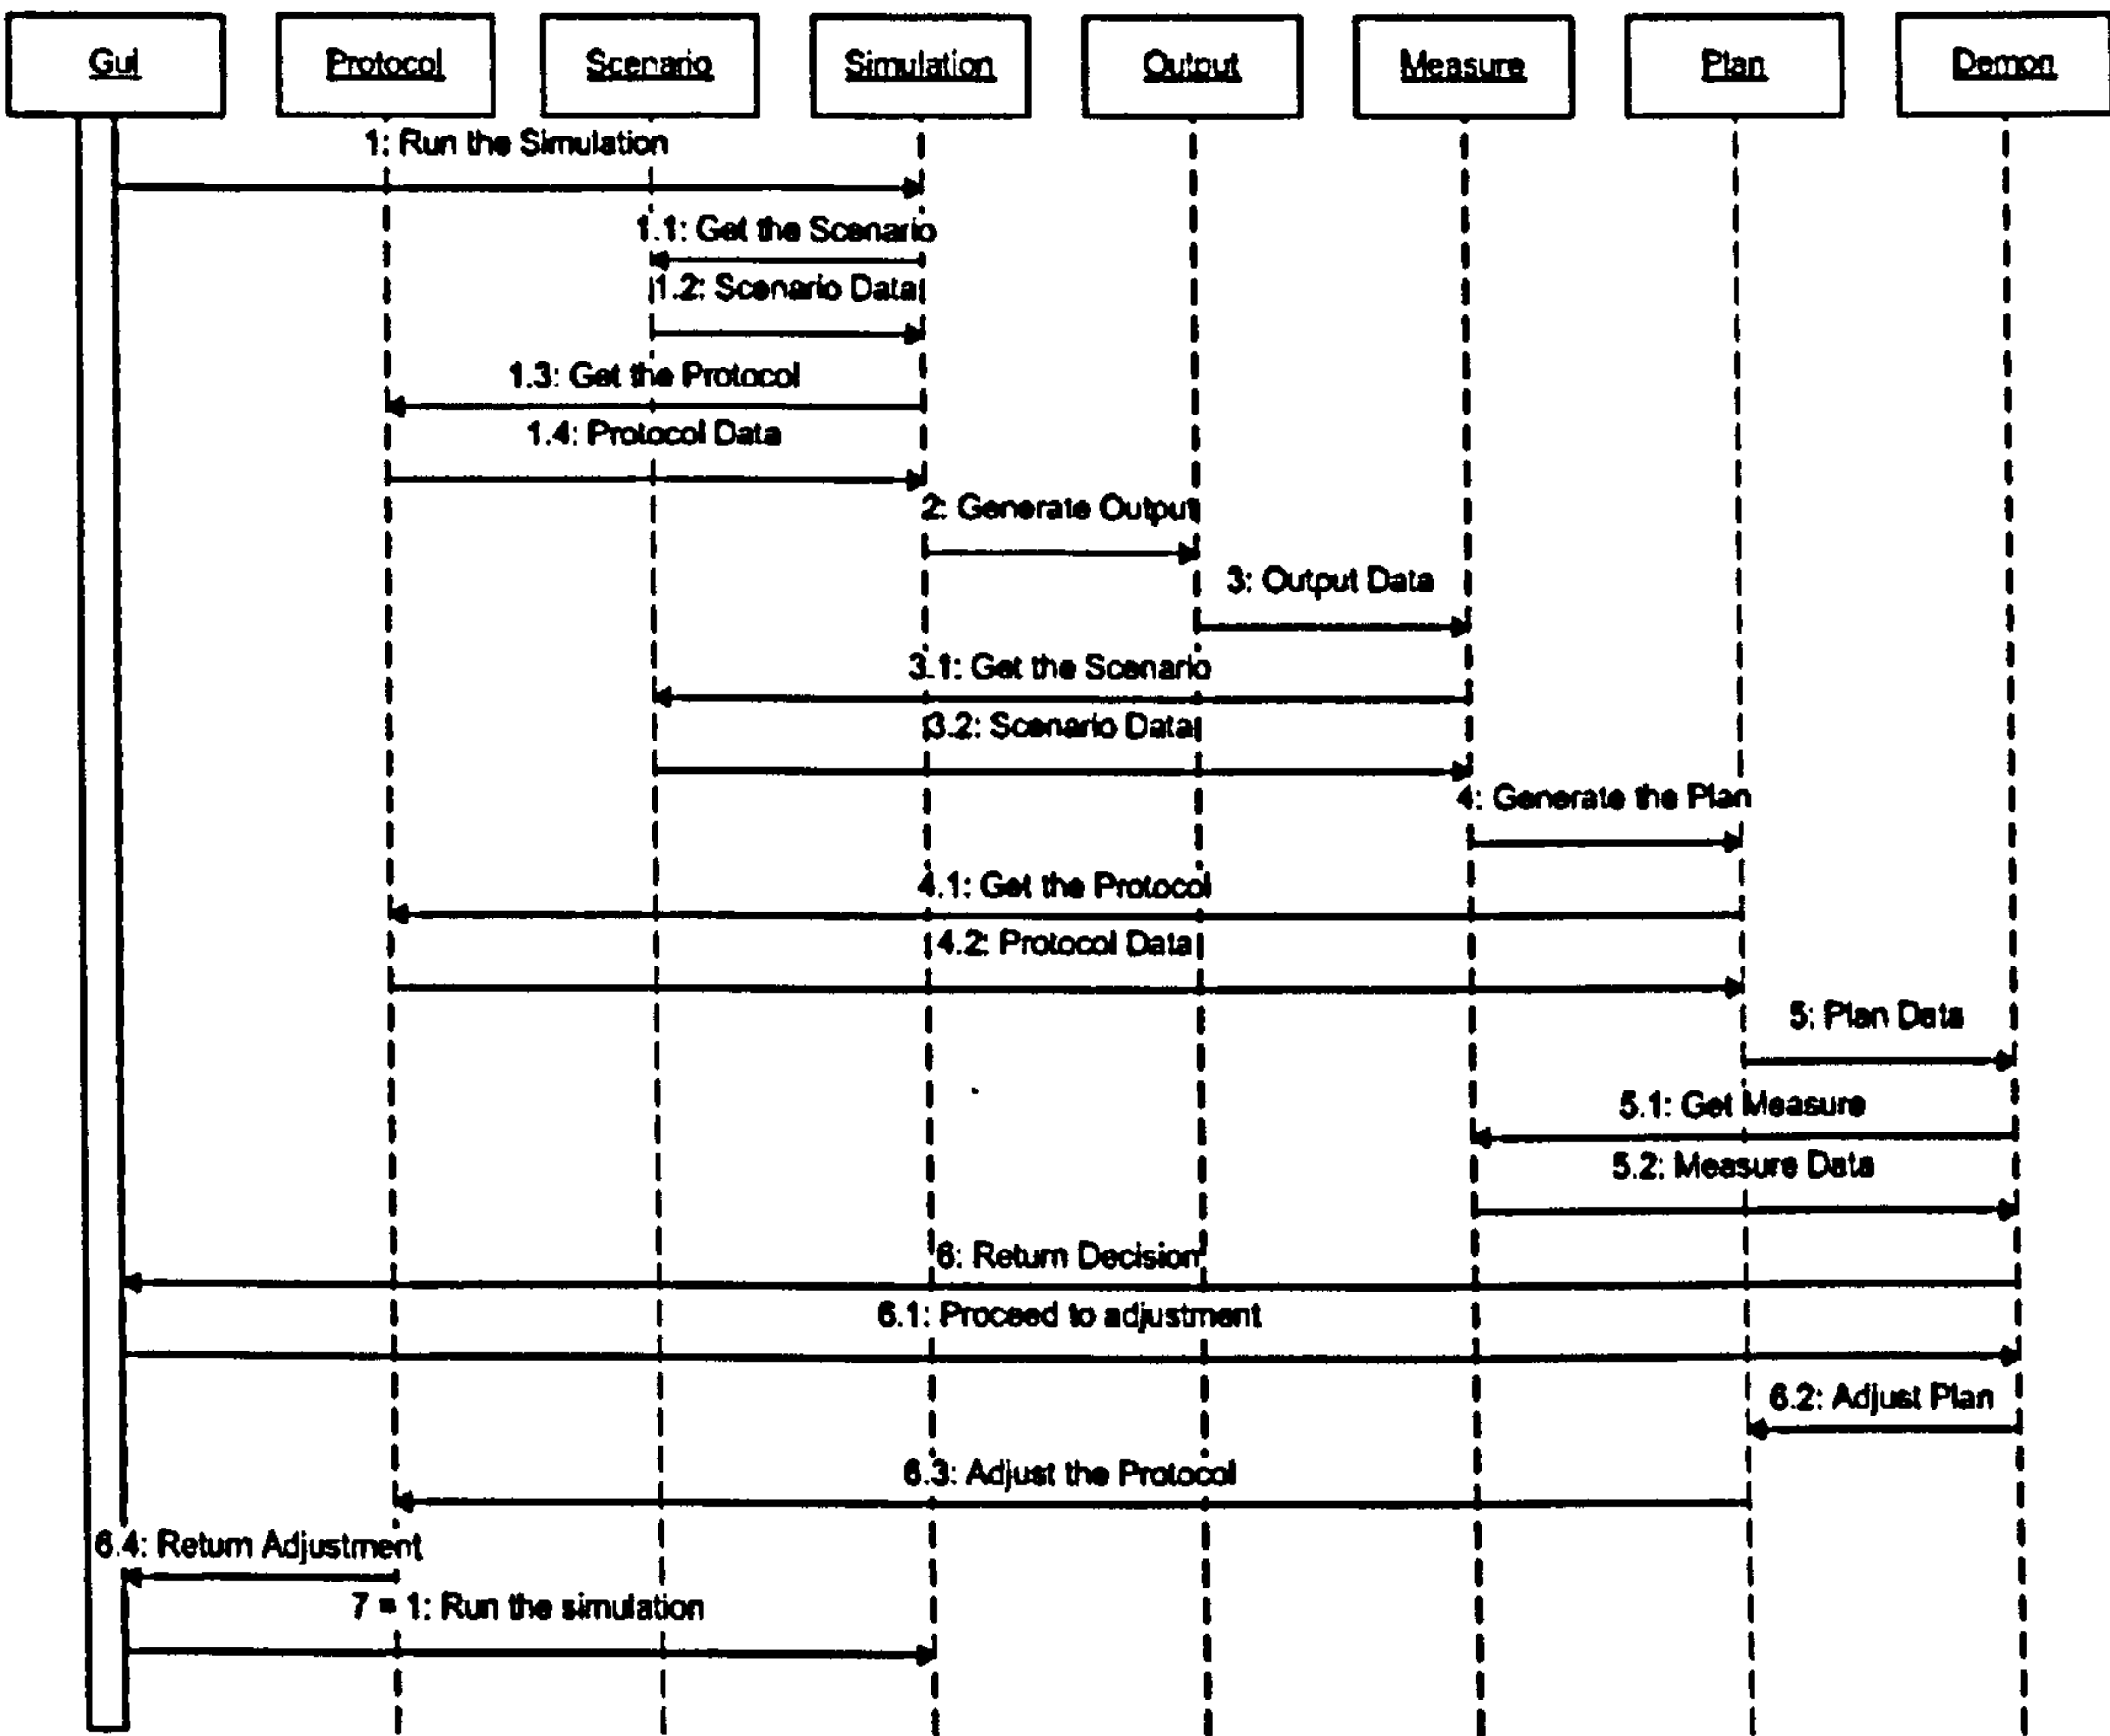 Gui
Protocol
Scenario
Simulation
Output
Measure
Plan
Demon
1: Run the Simulation
1.1: Get the Scenario
1.2: Scenario Data
1.3: Get the Protocol
1.4: Protocol Data
2: Generate Output
3: Output Data
3.1: Get the Scenario
3.2: Scenario Data
4: Generate the Plan
4.1: Get the Protocol
4.2: Protocol Data
5: Plan Data
5.1: Get Measure
5.2: Measure Data
6: Return Decision
6.1: Proceed to adjustment
6.2: Adjust Plan
6.3: Adjust the Protocol
6.4: Return Adjustment
7 = 1: Run the simulation